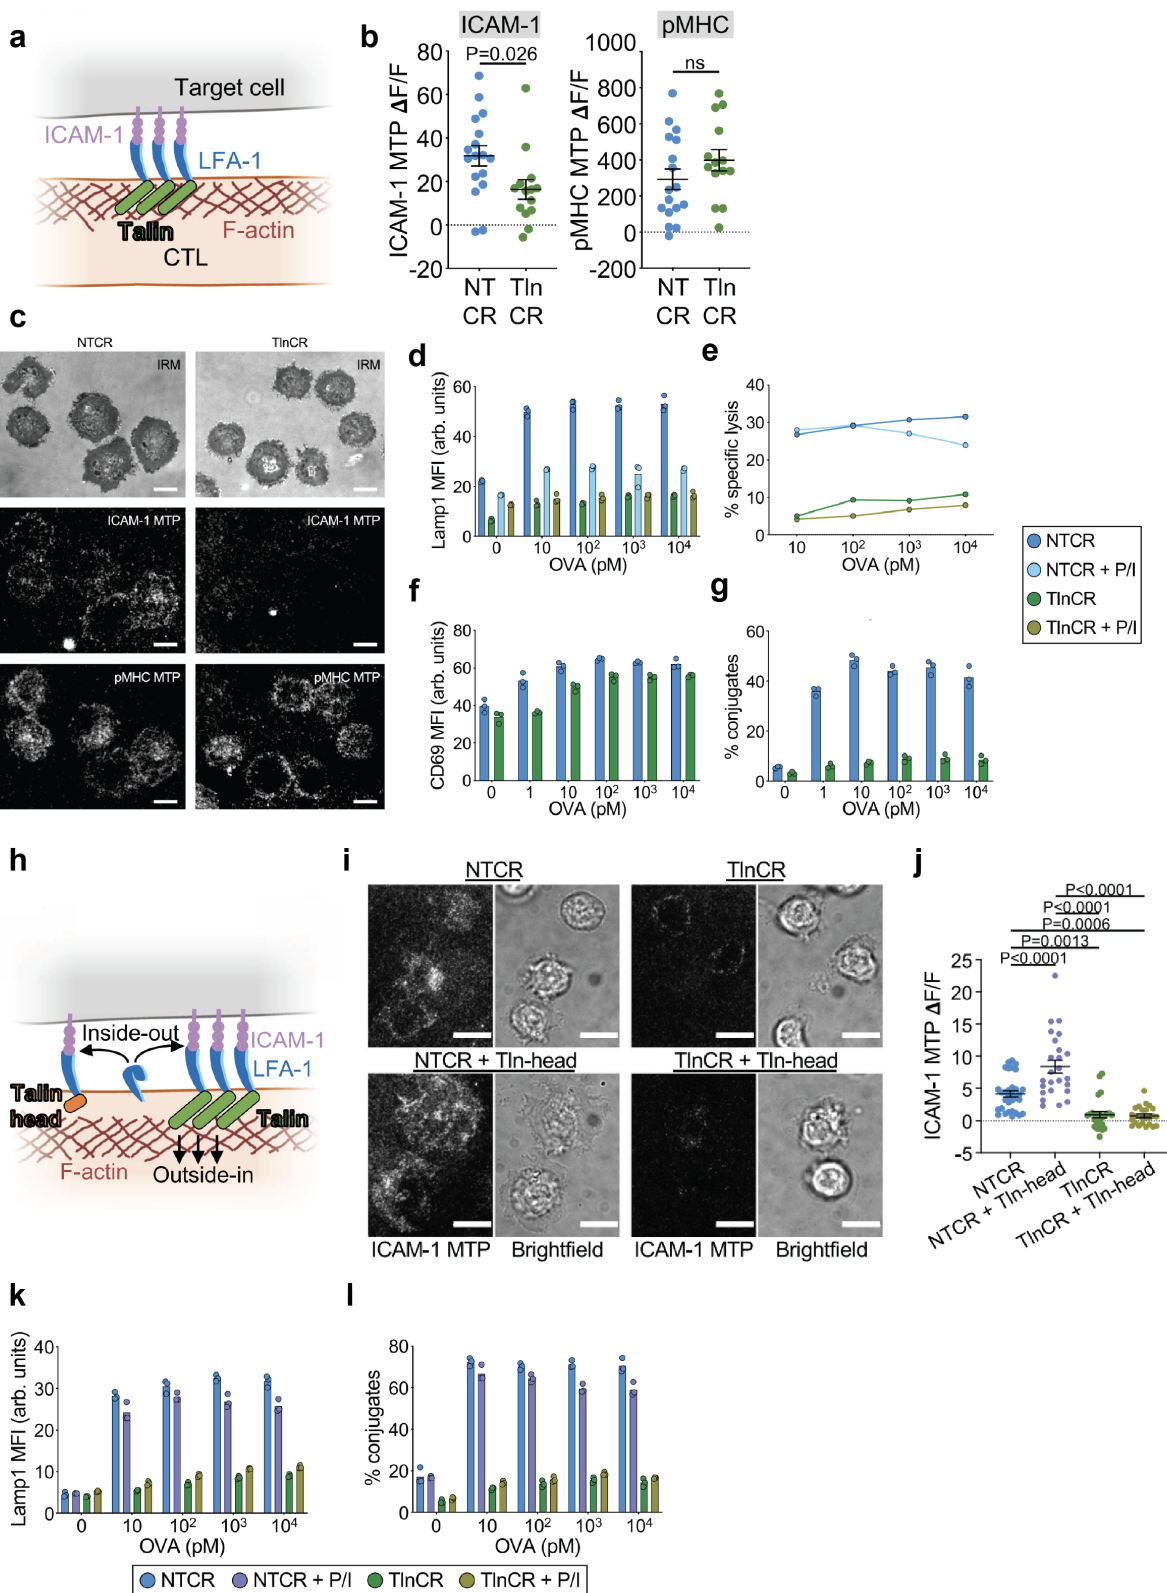 a
Target cell
ICAM-1
LFA-1
Talin
F-actin
CTL
b
ICAM-1
P=0.026
ICAM-1 MTP ΔF/F
80
60
40
20
0
-20
NT
CR
Tln
CR
pMHC
ns
pMHC MTP ΔF/F
1000
800
600
400
200
0
-200
NT
CR
Tln
CR
c
NTCR
TlnCR
IRM
IRM
ICAM-1 MTP
ICAM-1 MTP
pMHC MTP
pMHC MTP
d
Lamp1 MFI (arb. units)
60
40
20
0
0 10 10² 10³ 10⁴
OVA (pM)
e
% specific lysis
40
30
20
10
0
10 10² 10³ 10⁴
OVA (pM)
NTCR
NTCR + P/I
TlnCR
TlnCR + P/I
f
CD69 MFI (arb. units)
80
60
40
20
0
0 1 10 10² 10³ 10⁴
OVA (pM)
g
% conjugates
60
40
20
0
0 1 10 10² 10³ 10⁴
OVA (pM)
h
Inside-out
ICAM-1
LFA-1
Talin
head
Talin
F-actin
Outside-in
i
NTCR
TlnCR
NTCR + Tln-head
TlnCR + Tln-head
ICAM-1 MTP
Brightfield
ICAM-1 MTP
Brightfield
j
P<0.0001
P<0.0001
P=0.0006
P=0.0013
P<0.0001
ICAM-1 MTP ΔF/F
25
20
15
10
5
0
-5
NTCR
NTCR + Tln-head
TlnCR
TlnCR + Tln-head
k
Lamp1 MFI (arb. units)
40
30
20
10
0
0 10 10² 10³ 10⁴
OVA (pM)
l
% conjugates
80
60
40
20
0
0 10 10² 10³ 10⁴
OVA (pM)
NTCR NTCR + P/I TlnCR TlnCR + P/I